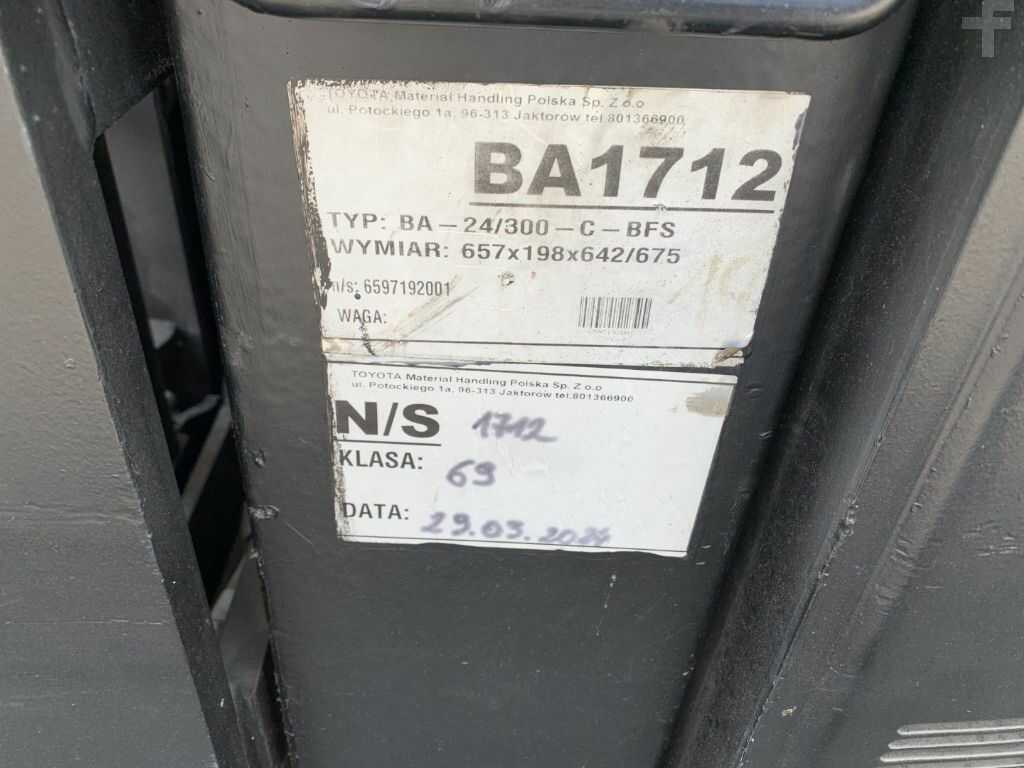 TOYOTA Material Handling Polska Sp. Z o.o
ul. Potockiego 1a, 96-313 Jaktorów tel 801366900
BA1712
TYP: BA – 24/300 – C – BFS
WYMIAR: 657x198x642/675
n/s: 6597192001
WAGA:
TOYOTA Material Handling Polska Sp. Z o.o
ul. Potockiego 1a, 96-313 Jaktorów tel.801366900
N/S 1712
KLASA: 69
DATA: 29.03.2024